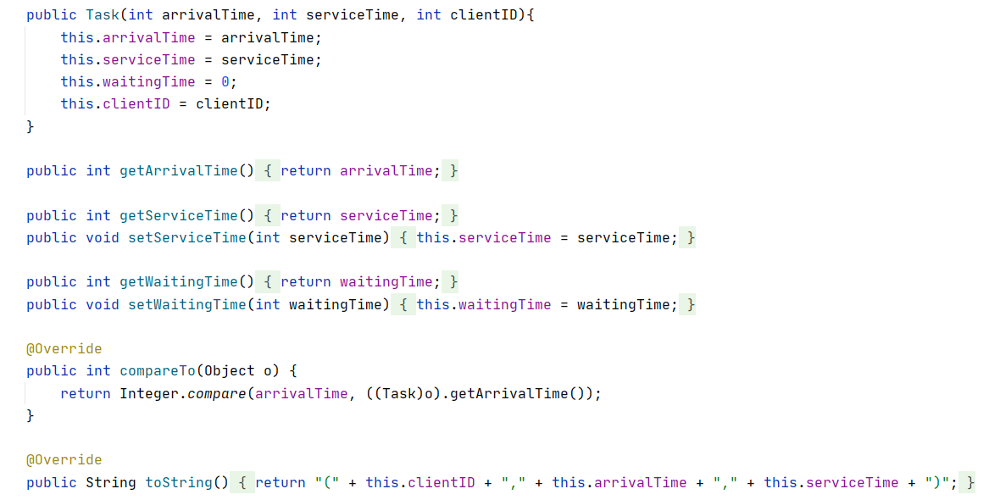 public Task(int arrivalTime, int serviceTime, int clientID){
    this.arrivalTime = arrivalTime;
    this.serviceTime = serviceTime;
    this.waitingTime = 0;
    this.clientID = clientID;
}
public int getArrivalTime() { return arrivalTime; }
public int getServiceTime() { return serviceTime; }
public void setServiceTime(int serviceTime) { this.serviceTime = serviceTime; }
public int getWaitingTime() { return waitingTime; }
public void setWaitingTime(int waitingTime) { this.waitingTime = waitingTime; }
@Override
public int compareTo(Object o) {
    return Integer.compare(arrivalTime, ((Task)o).getArrivalTime());
}
@Override
public String toString() { return "(" + this.clientID + "," + this.arrivalTime + "," + this.serviceTime + ")"; }